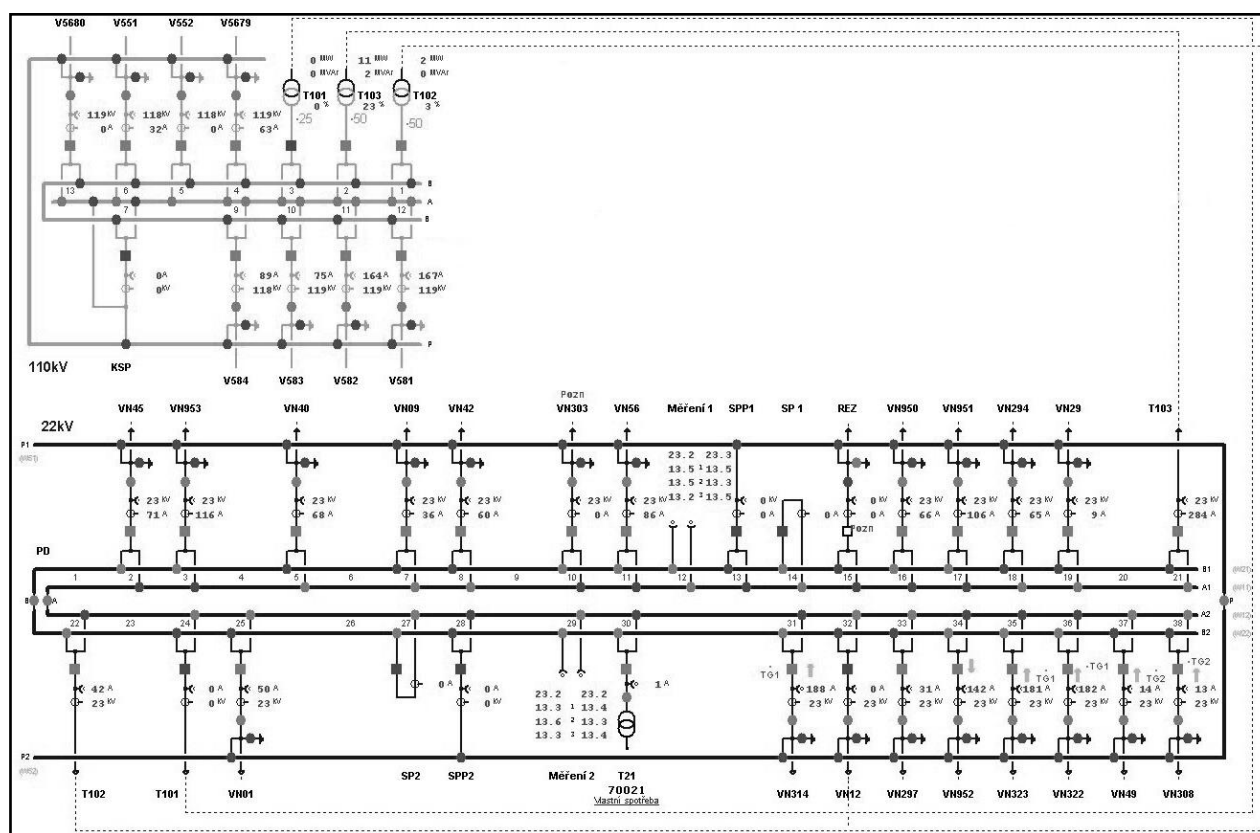 V5680 V551 V552 V5679
0 MW 11 MW 2 MW
0 MVAr 2 MVAr 0 MVAr
T101 T103 T102
0 % 23 % 3 %
-25 -50 -50
119 kV 118 kV 118 kV 119 kV
0 A 32 A 0 A 63 A
B
13 6 5 4 3 2 1
A
7 9 10 11 12
B
0 A 89 A 75 A 164 A 167 A
0 kV 118 kV 119 kV 119 kV 119 kV
P
110kV KSP
V584 V583 V582 V581
Pozn
VN45 VN953 VN40 VN09 VN42 VN303 VN56 Měření 1 SPP1 SP 1 REZ VN950 VN951 VN294 VN29 T103
22kV
P1
23.2 23.3
13.5 1 13.5
13.5 2 13.3
13.2 3 13.5
23 kV 23 kV 23 kV 23 kV 23 kV 23 kV 23 kV 0 kV 0 kV 23 kV 23 kV 23 kV 23 kV 23 kV
71 A 116 A 68 A 36 A 60 A 0 A 86 A 0 A 0 A 0 A 66 A 106 A 65 A 9 A 284 A
Pozn
PD
B1
1 2 3 4 5 6 7 8 9 10 11 12 13 14 15 16 17 18 19 20 21
A1
B A P
A2
22 23 24 25 26 27 28 29 30 31 32 33 34 35 36 37 38
B2
TG1 TG1 -TG1 TG2 -TG2
42 A 0 A 50 A 0 A 0 A 1 A 188 A 0 A 31 A 142 A 181 A 182 A 14 A 13 A
23 kV 0 kV 23 kV 0 kV 23 kV 23 kV 23 kV 23 kV 23 kV 23 kV 23 kV 23 kV
23.2 23.2
13.3 1 13.4
13.6 2 13.3
13.3 3 13.4
P2
T102 T101 VN01 SP2 SPP2 Měření 2 T21 VN314 VN12 VN297 VN952 VN323 VN322 VN49 VN308
70021
Vlastní spotřeba